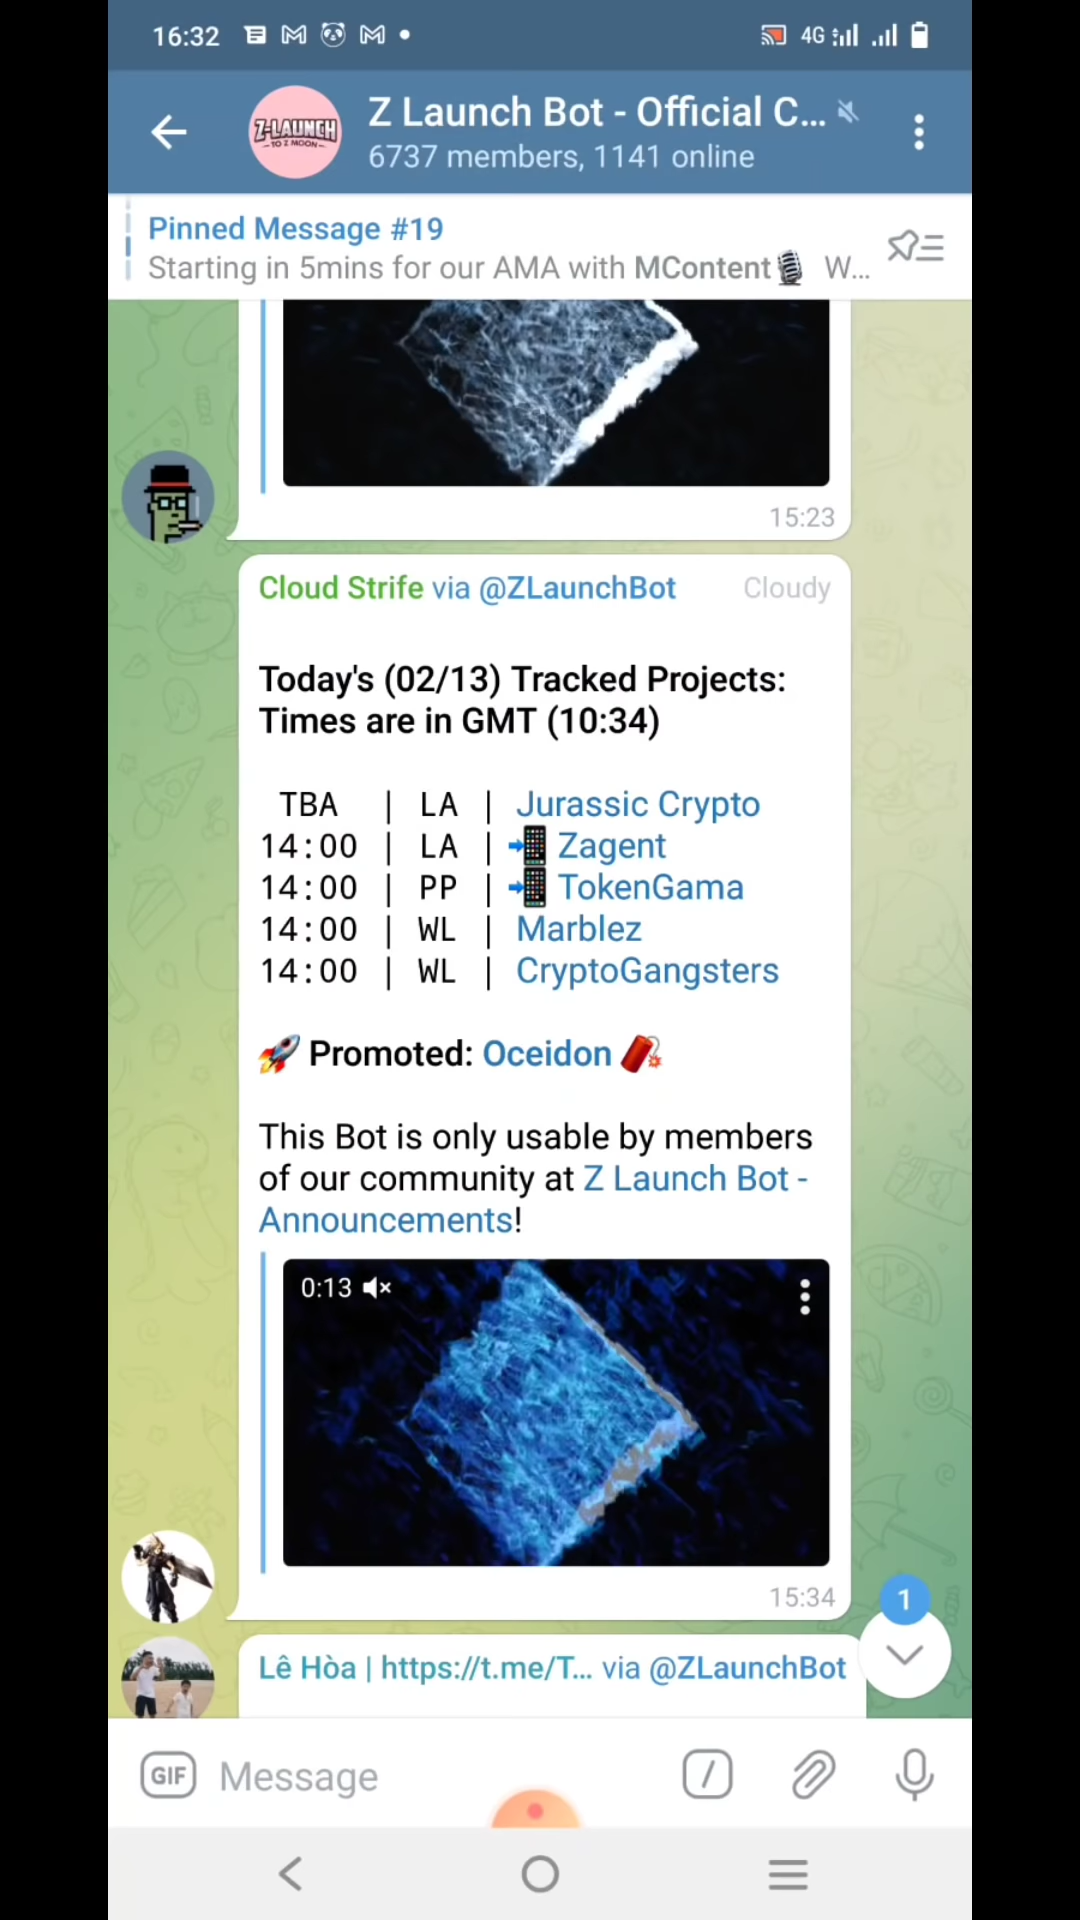 16:32
4G
Z-LAUNCH
TO Z MOON
Z Launch Bot - Official C...
6737 members, 1141 online
Pinned Message #19
Starting in 5mins for our AMA with MContent🎙 W...
15:23
Cloud Strife via @ZLaunchBot Cloudy
Today's (02/13) Tracked Projects:
Times are in GMT (10:34)
TBA | LA | Jurassic Crypto
14:00 | LA | 📲 Zagent
14:00 | PP | 📲 TokenGama
14:00 | WL | Marblez
14:00 | WL | CryptoGangsters
🚀 Promoted: Oceidon 🧨
This Bot is only usable by members
of our community at Z Launch Bot -
Announcements!
0:13
15:34
1
Lê Hòa | https://t.me/T... via @ZLaunchBot
GIF Message